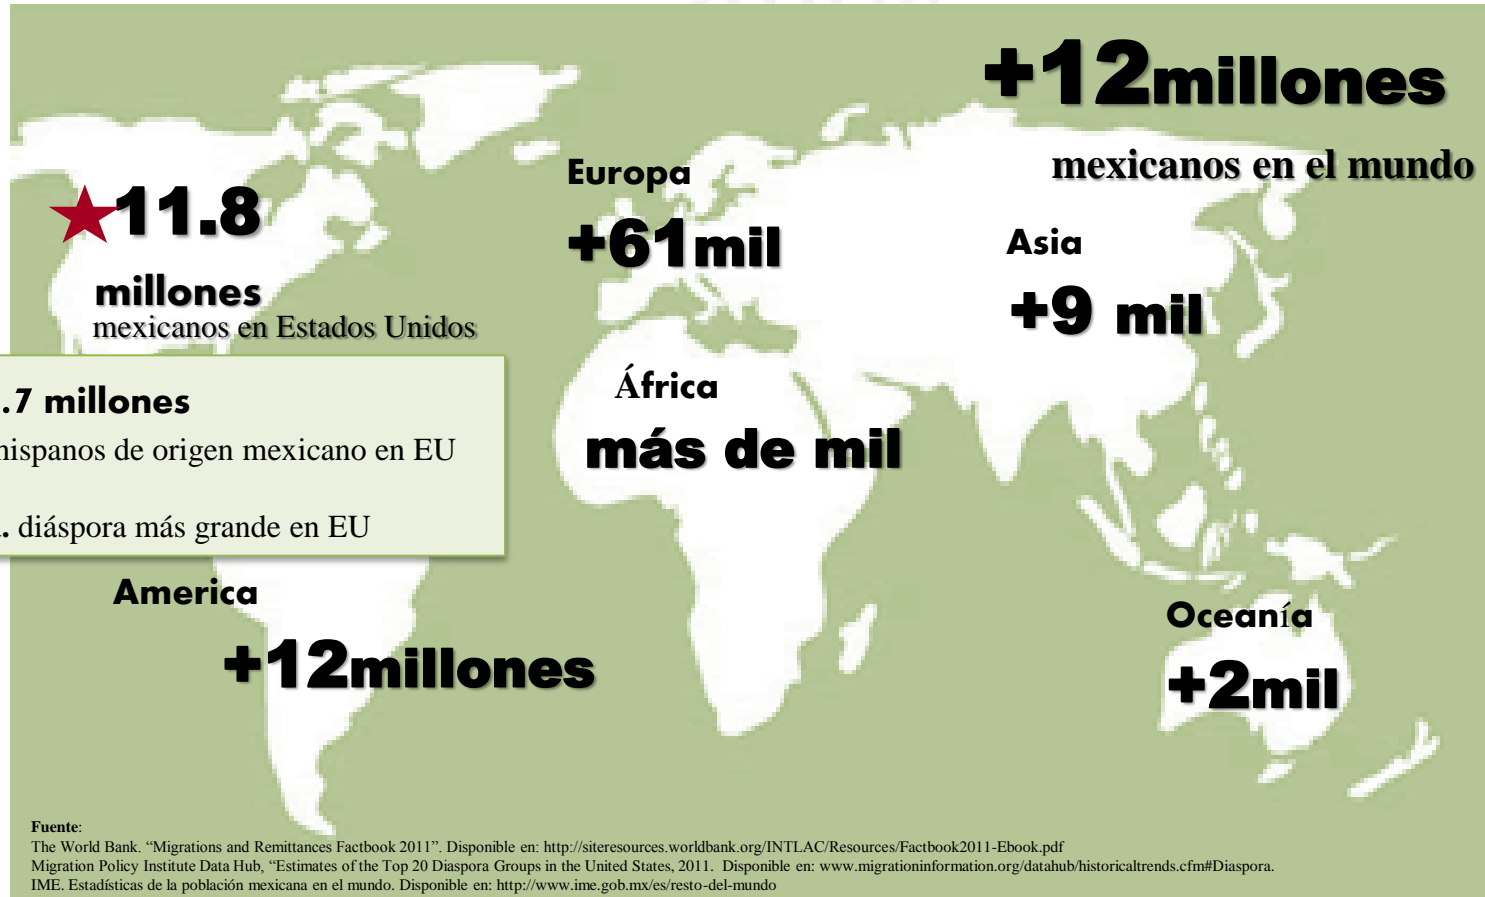 +12millones
mexicanos en el mundo
Europa
+61mil
★11.8
millones
mexicanos en Estados Unidos
Asia
+9 mil
.7 millones
hispanos de origen mexicano en EU
. diáspora más grande en EU
África
más de mil
America
+12millones
Oceanía
+2mil
Fuente:
The World Bank. “Migrations and Remittances Factbook 2011”. Disponible en: http://siteresources.worldbank.org/INTLAC/Resources/Factbook2011-Ebook.pdf
Migration Policy Institute Data Hub, “Estimates of the Top 20 Diaspora Groups in the United States, 2011. Disponible en: www.migrationinformation.org/datahub/historicaltrends.cfm#Diaspora.
IME. Estadísticas de la población mexicana en el mundo. Disponible en: http://www.ime.gob.mx/es/resto-del-mundo